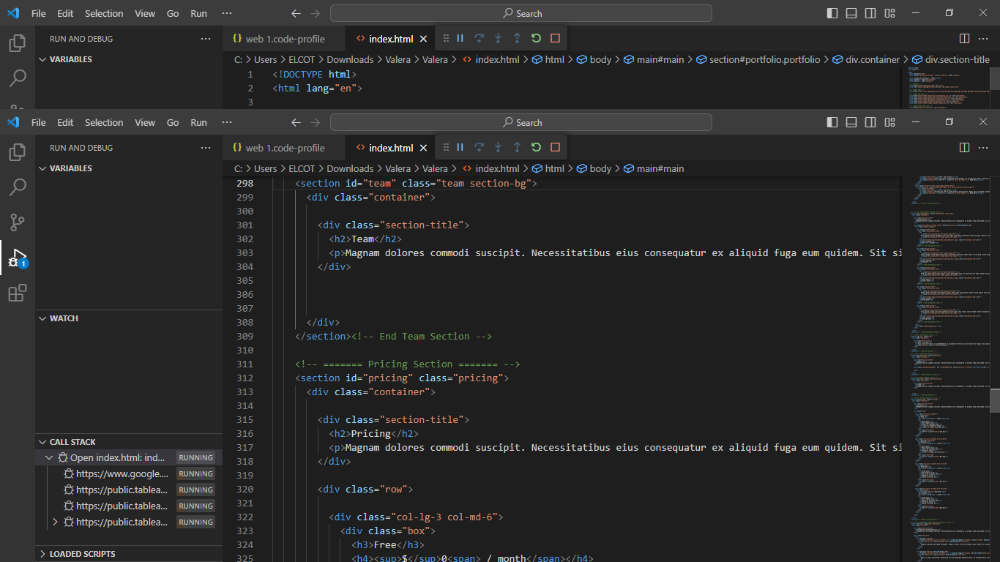 File Edit Selection View Go Run ··· Search
RUN AND DEBUG ···
VARIABLES
{} web 1.code-profile <> index.html
C: > Users > ELCOT > Downloads > Valera > Valera > <> index.html > html > body > main#main > section#portfolio.portfolio > div.container > div.section-title
1 <!DOCTYPE html>
2 <html lang="en">
3
File Edit Selection View Go Run ··· Search
RUN AND DEBUG ···
VARIABLES
WATCH
CALL STACK
Open index.html: ind... RUNNING
https://www.google.... RUNNING
https://public.tablea... RUNNING
https://public.tablea... RUNNING
https://public.tablea... RUNNING
LOADED SCRIPTS
1
{} web 1.code-profile <> index.html
C: > Users > ELCOT > Downloads > Valera > Valera > <> index.html > html > body > main#main
298 <section id="team" class="team section-bg">
299 <div class="container">
300
301 <div class="section-title">
302 <h2>Team</h2>
303 <p>Magnam dolores commodi suscipit. Necessitatibus eius consequatur ex aliquid fuga eum quidem. Sit si
304 </div>
305
306
307
308 </div>
309 </section><!-- End Team Section -->
310
311 <!-- ======= Pricing Section ======= -->
312 <section id="pricing" class="pricing">
313 <div class="container">
314
315 <div class="section-title">
316 <h2>Pricing</h2>
317 <p>Magnam dolores commodi suscipit. Necessitatibus eius consequatur ex aliquid fuga eum quidem. Sit si
318 </div>
319
320 <div class="row">
321
322 <div class="col-lg-3 col-md-6">
323 <div class="box">
324 <h3>Free</h3>
325 <h4><sup>$</sup>0<span> / month</span></h4>